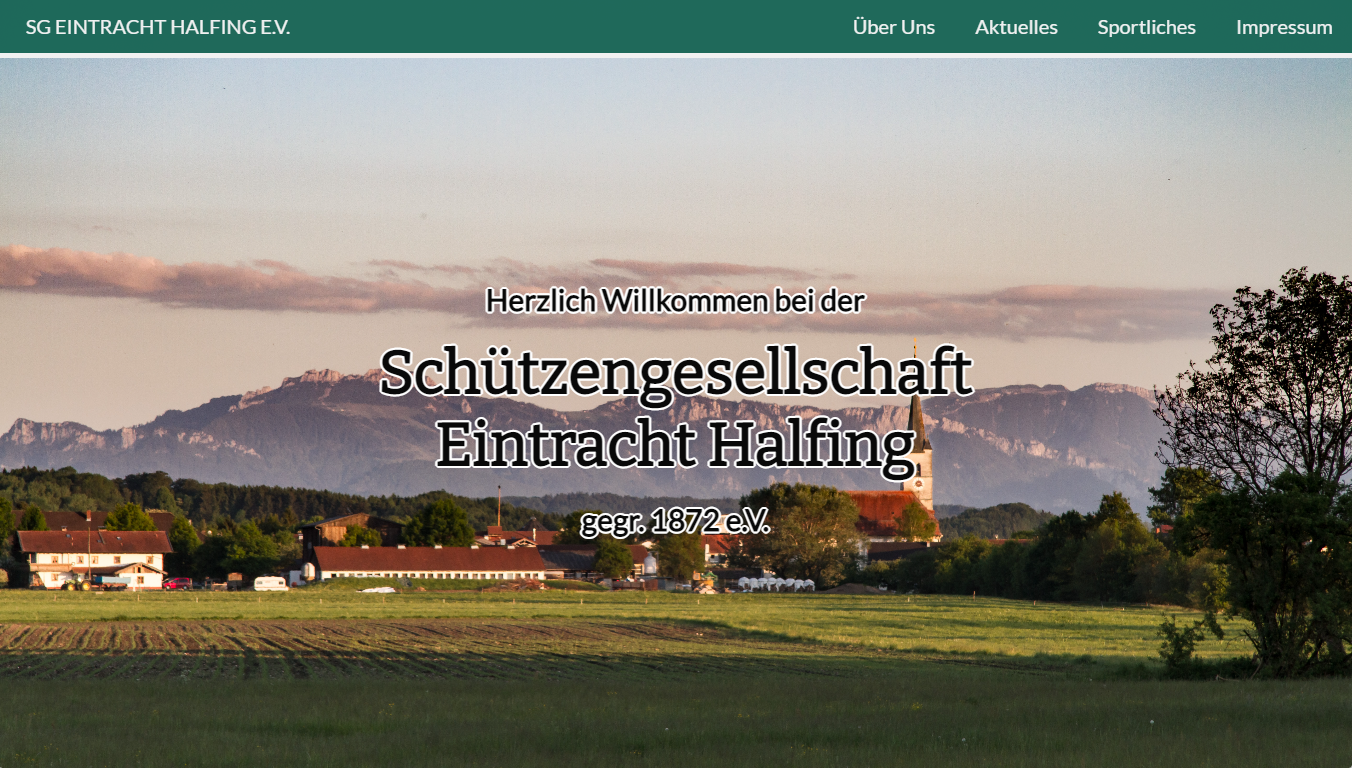 SG EINTRACHT HALFING E.V.
Über Uns
Aktuelles
Sportliches
Impressum
Herzlich Willkommen bei der
Schützengesellschaft
Eintracht Halfing
gegr. 1872 e.V.